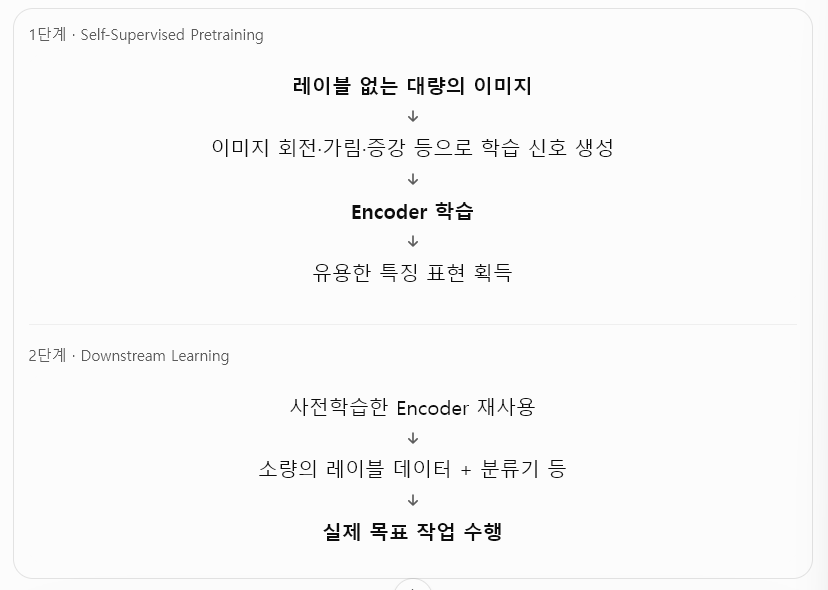 1단계 · Self-Supervised Pretraining
레이블 없는 대량의 이미지
↓
이미지 회전·가림·증강 등으로 학습 신호 생성
↓
Encoder 학습
↓
유용한 특징 표현 획득
2단계 · Downstream Learning
사전학습한 Encoder 재사용
↓
소량의 레이블 데이터 + 분류기 등
↓
실제 목표 작업 수행